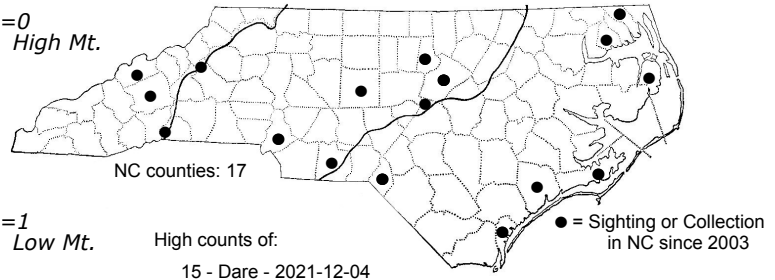 =0
High Mt.
NC counties: 17
=1
Low Mt.
High counts of:
15 - Dare - 2021-12-04
● = Sighting or Collection
in NC since 2003